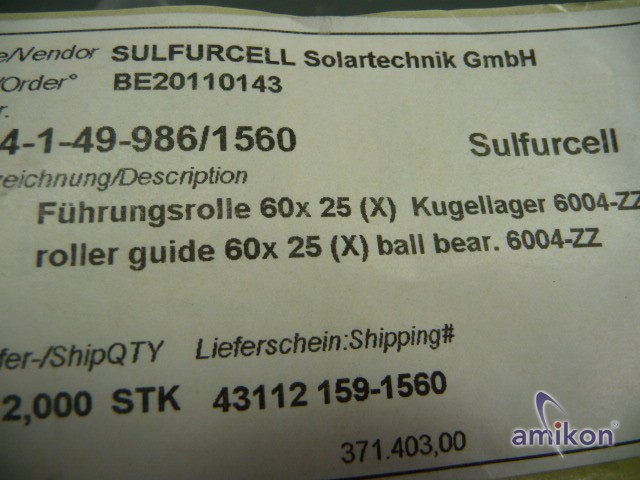 e/Vendor SULFURCELL Solartechnik GmbH
/Order° BE20110143
r.
4-1-49-986/1560 Sulfurcell
eichnung/Description
Führungsrolle 60x 25 (X) Kugellager 6004-ZZ
roller guide 60x 25 (X) ball bear. 6004-ZZ
fer-/ShipQTY Lieferschein:Shipping#
2,000 STK 43112 159-1560
371.403,00
amikon